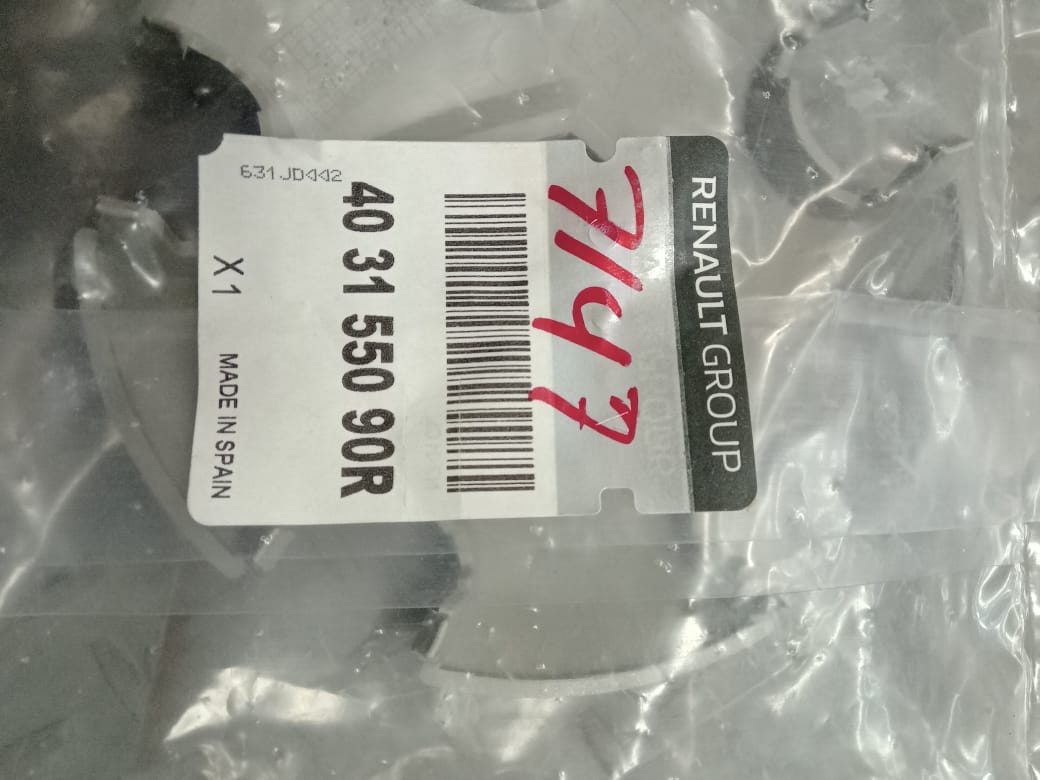 RENAULT GROUP
7147
40 31 550 90R
631JD442
X1 MADE IN SPAIN